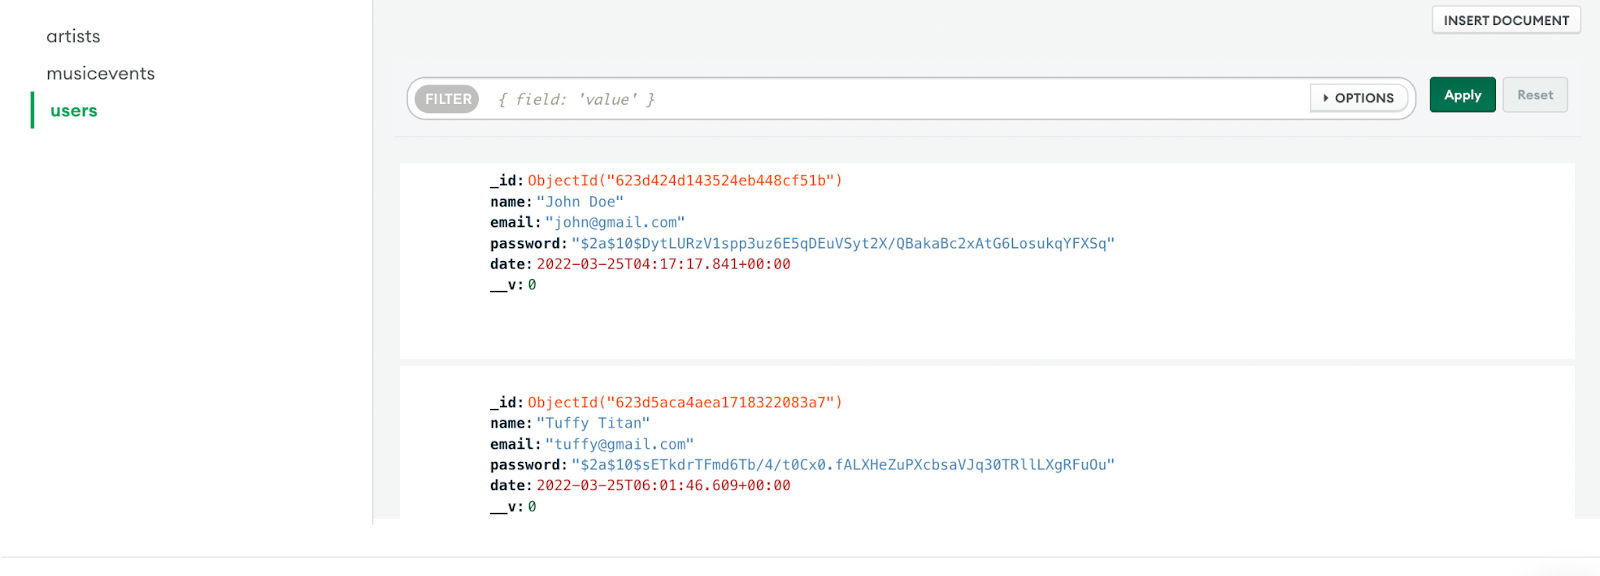 artists
musicevents
users
INSERT DOCUMENT
FILTER { field: 'value' } OPTIONS Apply Reset
_id: ObjectId("623d424d143524eb448cf51b")
name: "John Doe"
email: "john@gmail.com"
password: "$2a$10$DytLURzV1spp3uz6E5qDEuVSyt2X/QBakaBc2xAtG6LosukqYFXSq"
date: 2022-03-25T04:17:17.841+00:00
__v: 0
_id: ObjectId("623d5aca4aea1718322083a7")
name: "Tuffy Titan"
email: "tuffy@gmail.com"
password: "$2a$10$sETkdrTFmd6Tb/4/t0Cx0.fALXHeZuPXcbsaVJq30TRllLXgRFuOu"
date: 2022-03-25T06:01:46.609+00:00
__v: 0